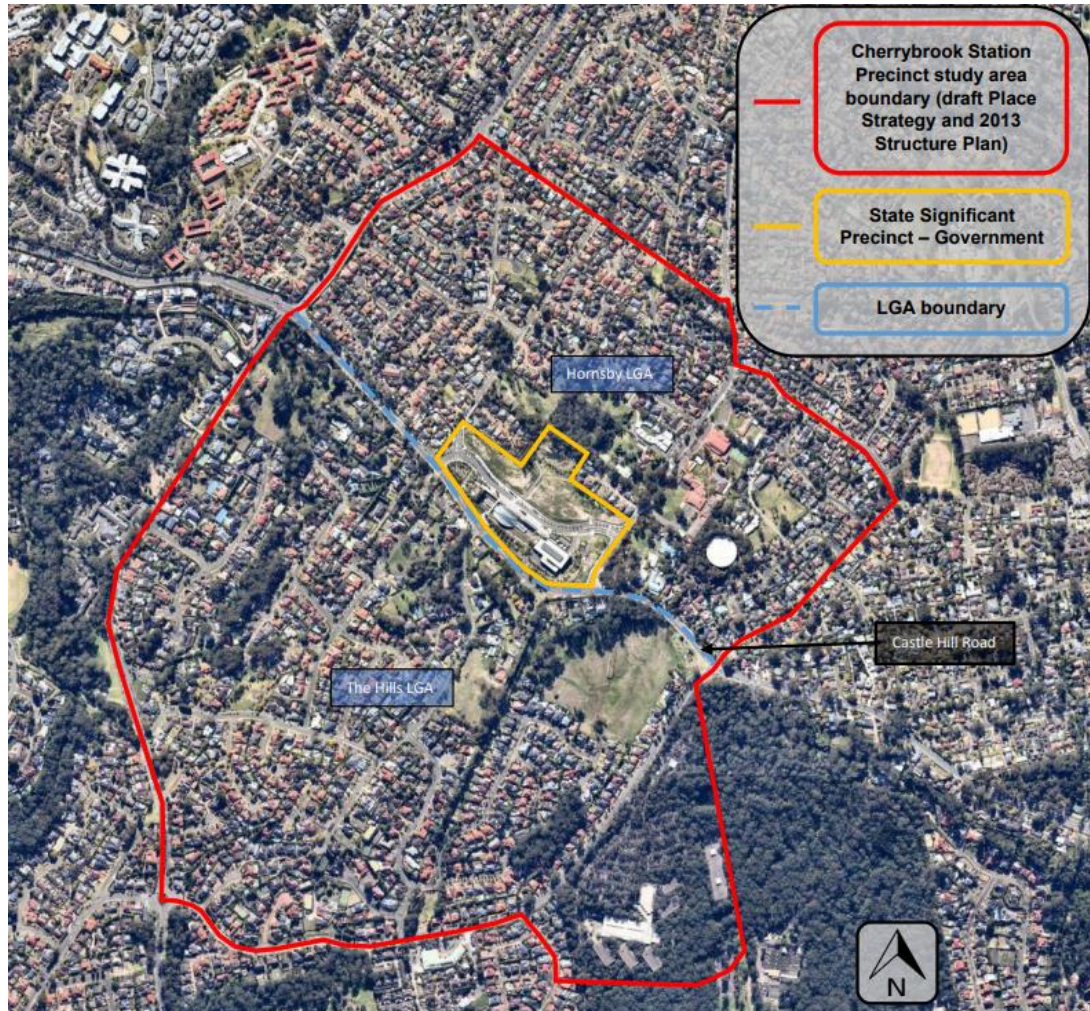 Cherrybrook Station
Precinct study area
boundary (draft Place
Strategy and 2013
Structure Plan)
State Significant
Precinct – Government
LGA boundary
Hornsby LGA
Castle Hill Road
The Hills LGA
N